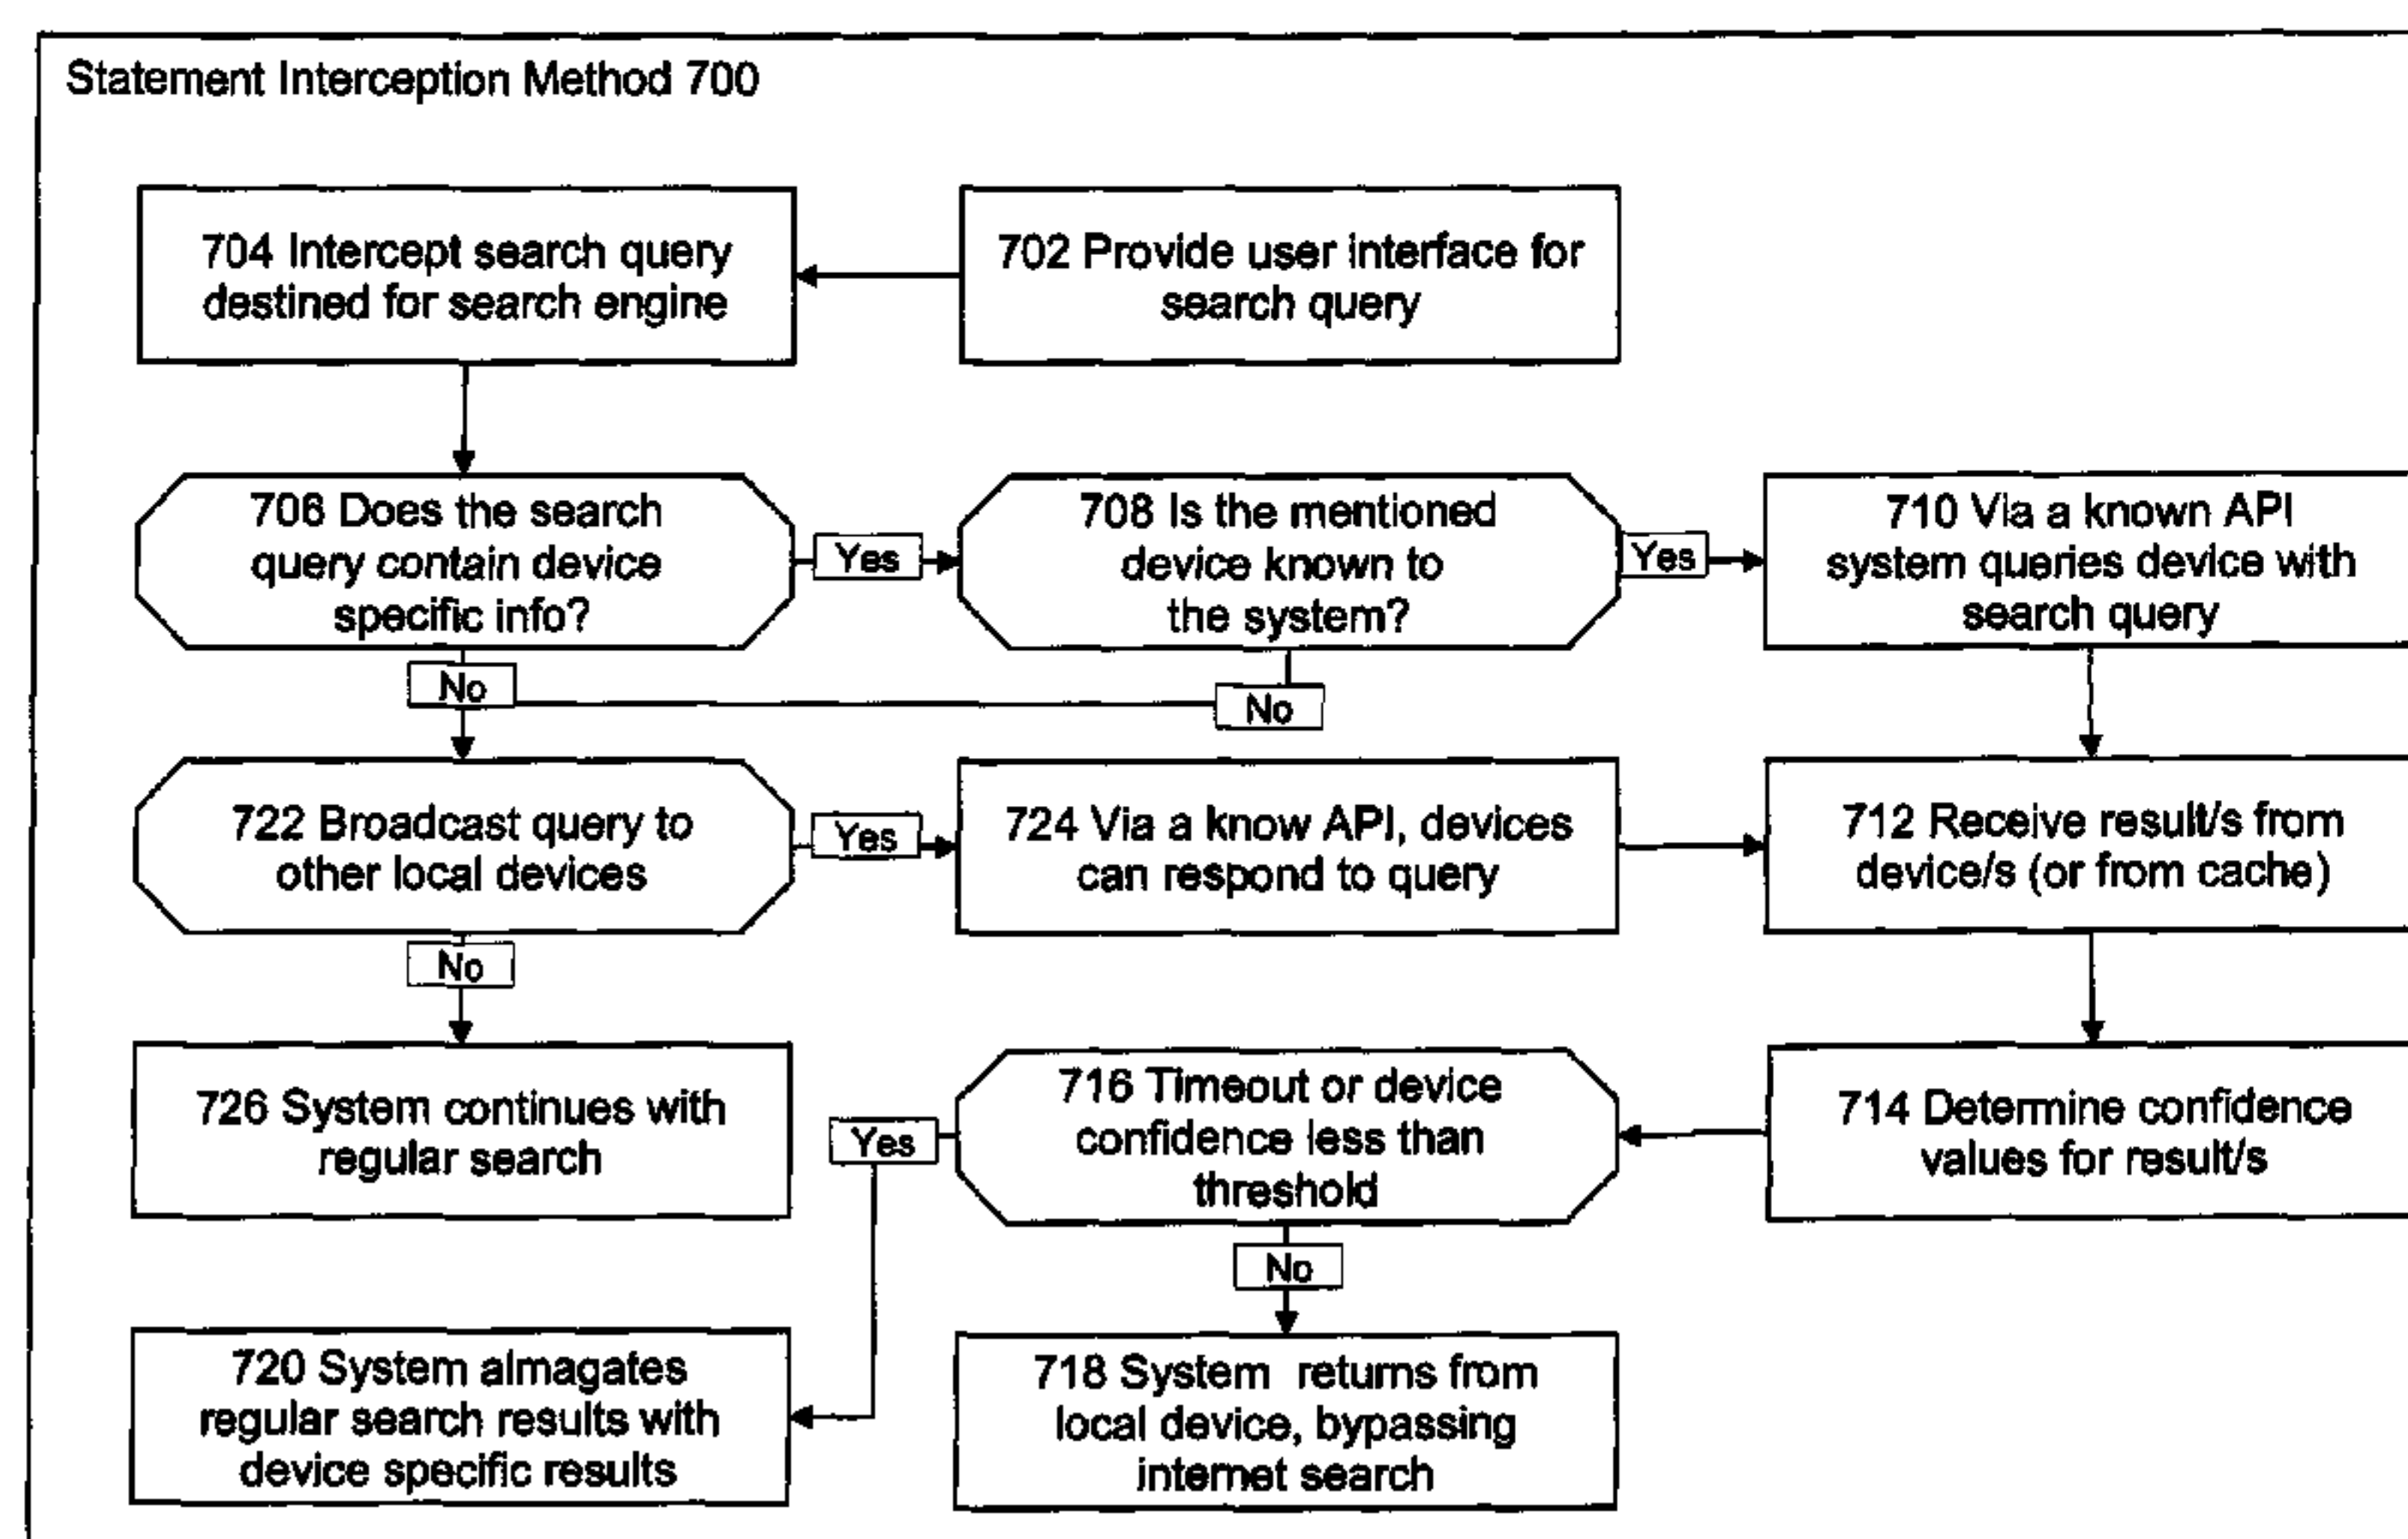 Statement Interception Method 700
704 Intercept search query
destined for search engine
702 Provide user interface for
search query
706 Does the search
query contain device
specific info?
Yes
708 Is the mentioned
device known to
the system?
Yes
710 Via a known API
system queries device with
search query
No
No
722 Broadcast query to
other local devices
Yes
724 Via a know API, devices
can respond to query
712 Receive result/s from
device/s (or from cache)
No
726 System continues with
regular search
Yes
716 Timeout or device
confidence less than
threshold
714 Determine confidence
values for result/s
No
720 System almagates
regular search results with
device specific results
718 System returns from
local device, bypassing
internet search